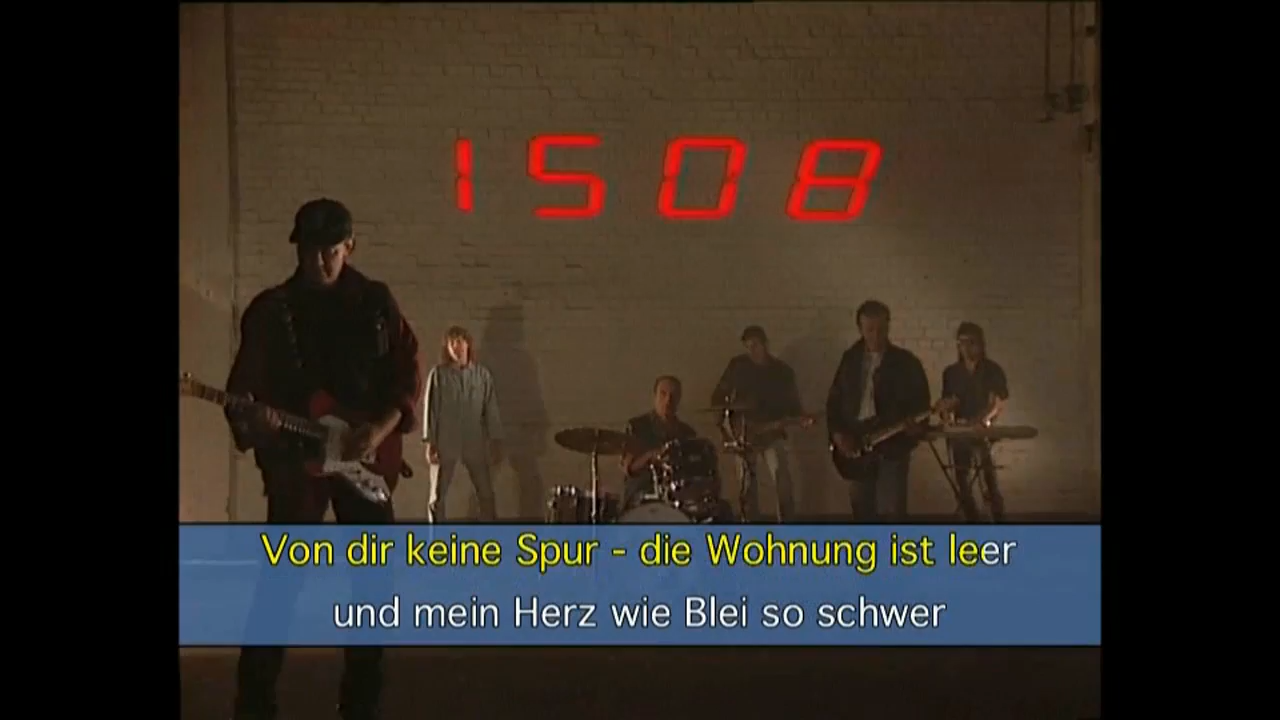 1508
Von dir keine Spur - die Wohnung ist leer
und mein Herz wie Blei so schwer